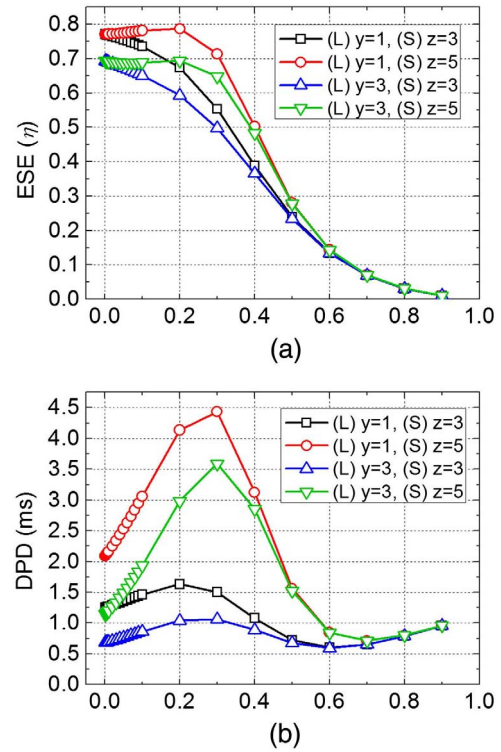 0.8
0.7
0.6
0.5
0.4
0.3
0.2
0.1
0.0
ESE (η)
(L) y=1, (S) z=3
(L) y=1, (S) z=5
(L) y=3, (S) z=3
(L) y=3, (S) z=5
0.0 0.2 0.4 0.6 0.8 1.0
(a)
4.5
4.0
3.5
3.0
2.5
2.0
1.5
1.0
0.5
0.0
DPD (ms)
(L) y=1, (S) z=3
(L) y=1, (S) z=5
(L) y=3, (S) z=3
(L) y=3, (S) z=5
0.0 0.2 0.4 0.6 0.8 1.0
(b)